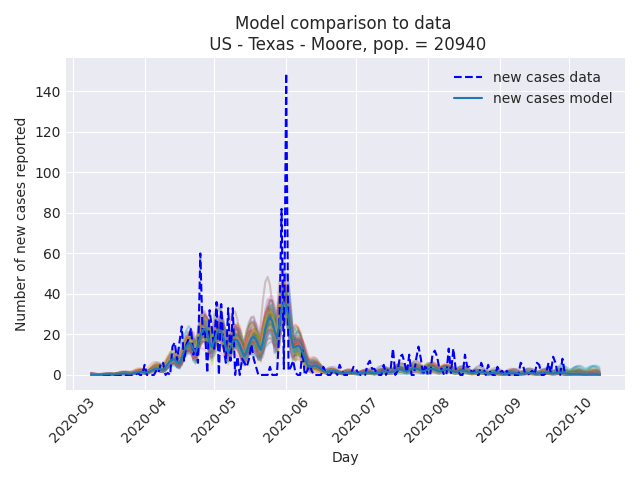 Model comparison to data
US - Texas - Moore, pop. = 20940
new cases data
new cases model
Number of new cases reported
140
120
100
80
60
40
20
0
2020-03
2020-04
2020-05
2020-06
2020-07
2020-08
2020-09
2020-10
Day